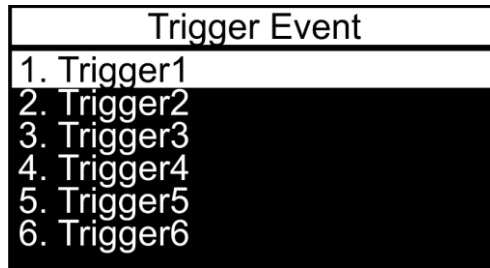 Trigger Event
1. Trigger1
2. Trigger2
3. Trigger3
4. Trigger4
5. Trigger5
6. Trigger6